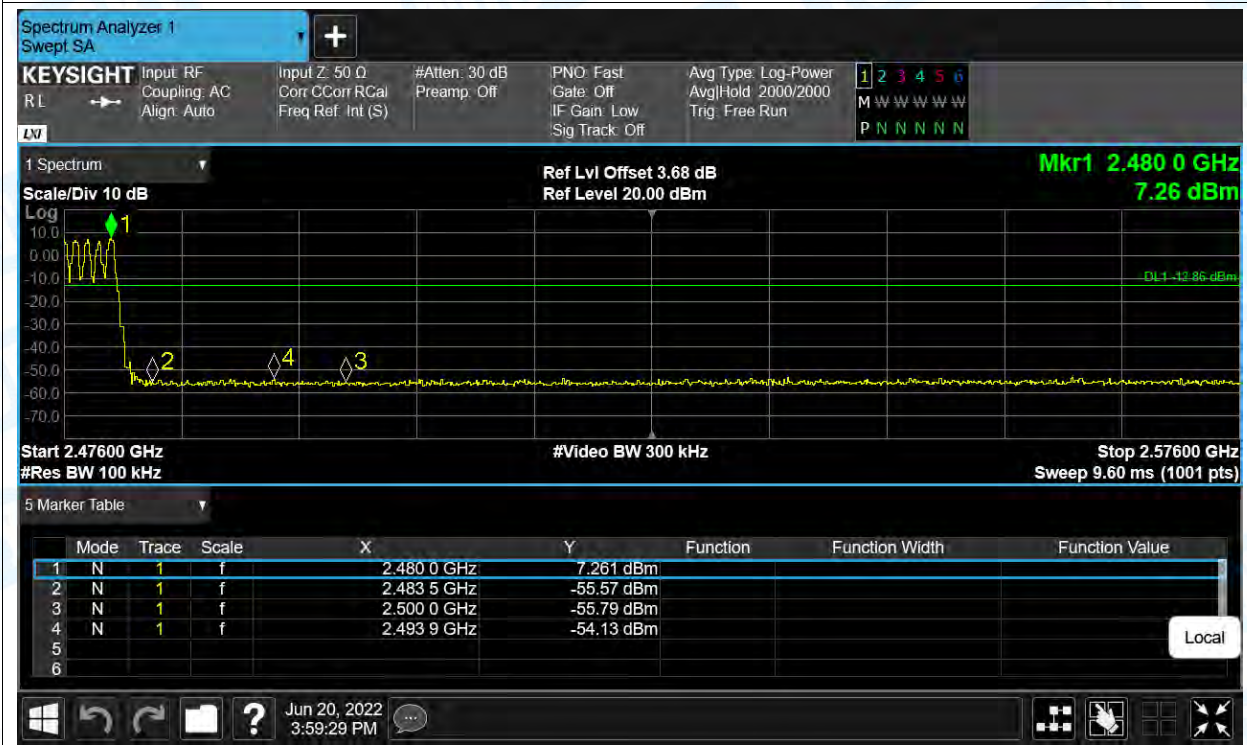 Spectrum Analyzer 1
Swept SA
+
KEYSIGHT Input: RF Input Z: 50 Ω #Atten: 30 dB PNO: Fast Avg Type: Log-Power 1 2 3 4 5 6
RL Coupling: AC Corr CCorr RCal Preamp: Off Gate: Off Avg|Hold: 2000/2000 M W W W W W W
Align: Auto Freq Ref: Int (S) IF Gain: Low Trig: Free Run
LXI Sig Track: Off P N N N N N N
1 Spectrum Ref Lvl Offset 3.68 dB Mkr1 2.480 0 GHz
Scale/Div 10 dB Ref Level 20.00 dBm 7.26 dBm
Log
1
10.0
0.00
-10.0 DL1 -12.86 dBm
-20.0
-30.0
-40.0
2 4 3
-50.0
-60.0
-70.0
Start 2.47600 GHz #Video BW 300 kHz Stop 2.57600 GHz
#Res BW 100 kHz Sweep 9.60 ms (1001 pts)
5 Marker Table
Mode Trace Scale X Y Function Function Width Function Value
1 N 1 f 2.480 0 GHz 7.261 dBm
2 N 1 f 2.483 5 GHz -55.57 dBm
3 N 1 f 2.500 0 GHz -55.79 dBm
4 N 1 f 2.493 9 GHz -54.13 dBm
5
6
Local
? Jun 20, 2022
3:59:29 PM